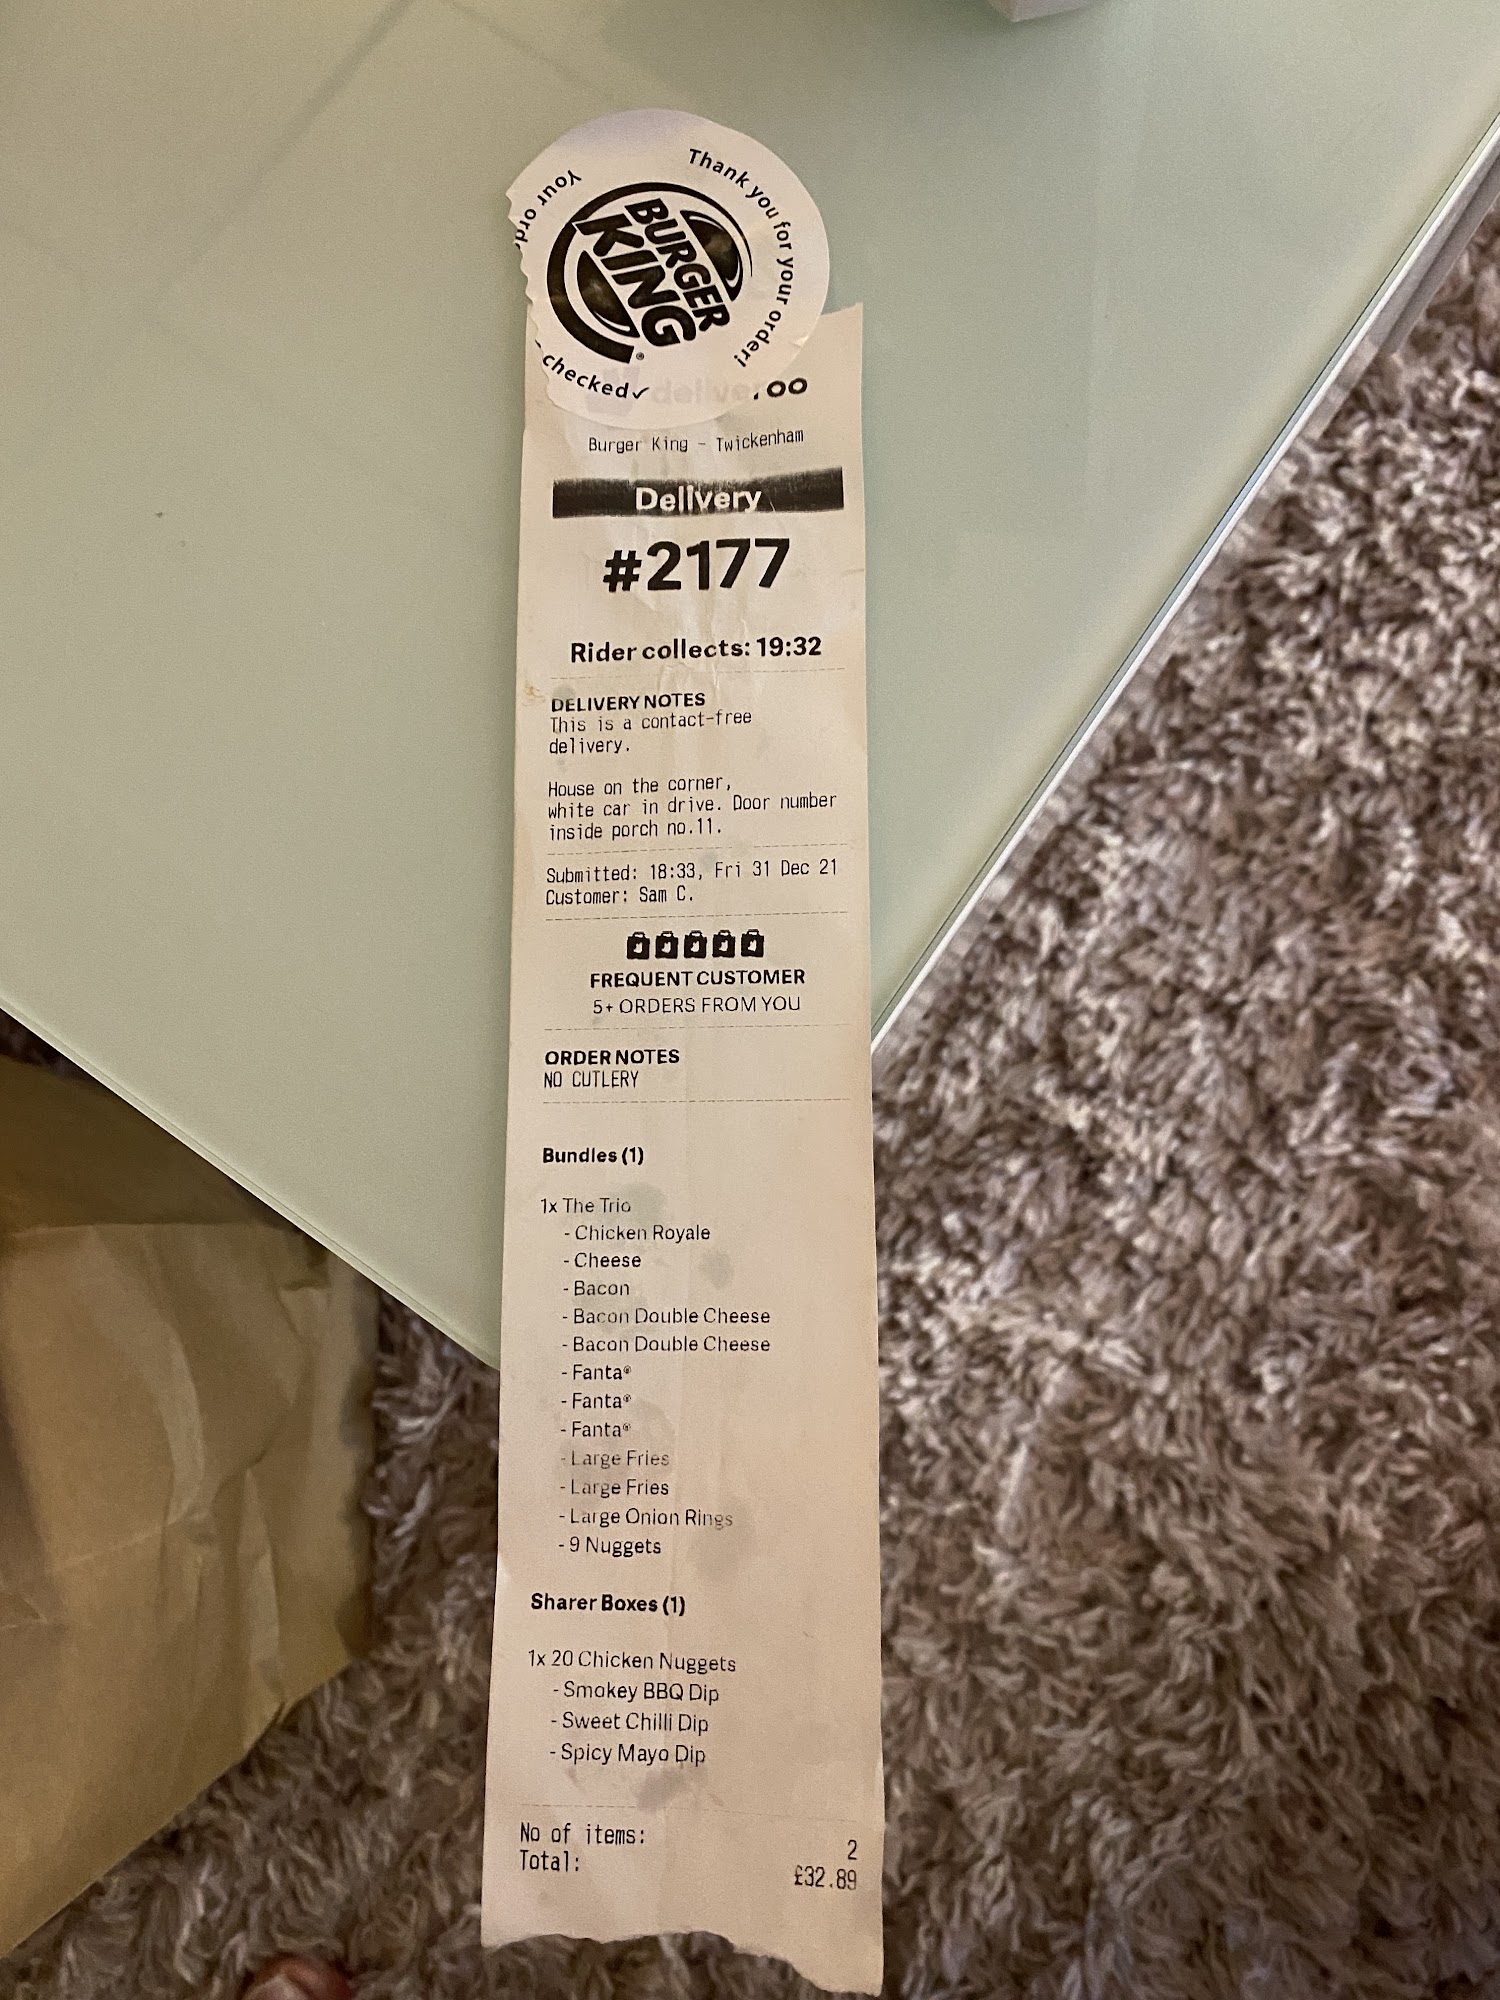 Thank you for your order!
Your
checked✓
BURGER
KING®
deliveroo
Burger King - Twickenham
Delivery
#2177
Rider collects: 19:32
DELIVERY NOTES
This is a contact-free
delivery.
House on the corner,
white car in drive. Door number
inside porch no.11.
Submitted: 18:33, Fri 31 Dec 21
Customer: Sam C.
FREQUENT CUSTOMER
5+ ORDERS FROM YOU
ORDER NOTES
NO CUTLERY
Bundles (1)
1x The Trio
- Chicken Royale
- Cheese
- Bacon
- Bacon Double Cheese
- Bacon Double Cheese
- Fanta®
- Fanta®
- Fanta®
- Large Fries
- Large Fries
- Large Onion Rings
- 9 Nuggets
Sharer Boxes (1)
1x 20 Chicken Nuggets
- Smokey BBQ Dip
- Sweet Chilli Dip
- Spicy Mayo Dip
No of items: 2
Total: £32.89